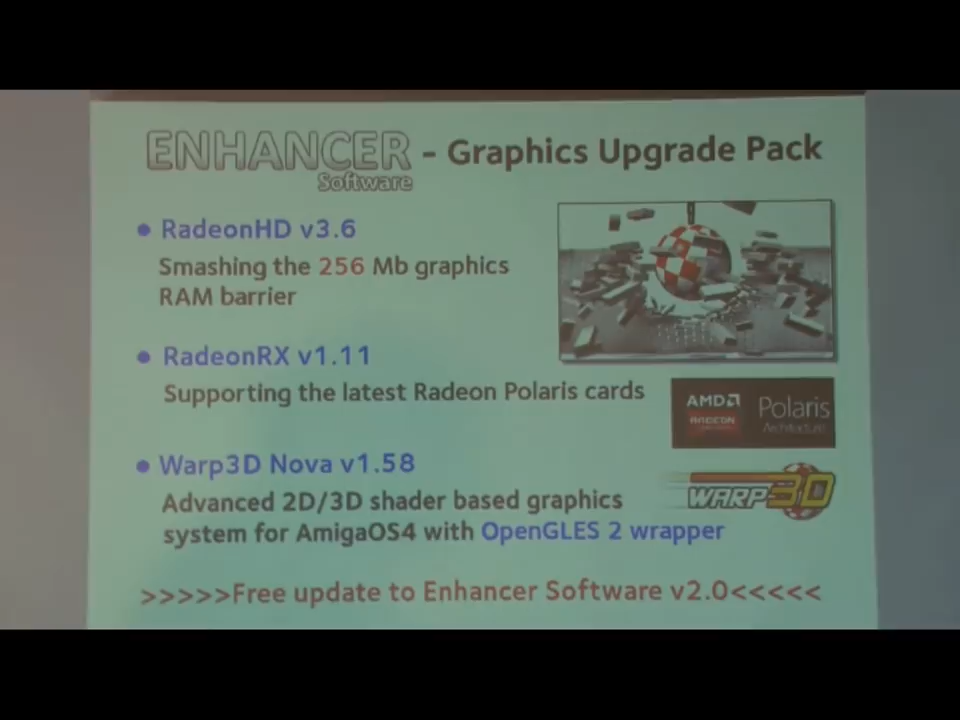 ENHANCER - Graphics Upgrade Pack
Software
• RadeonHD v3.6
Smashing the 256 Mb graphics
RAM barrier
• RadeonRX v1.11
Supporting the latest Radeon Polaris cards
AMD
RADEON
Polaris
Architecture
• Warp3D Nova v1.58
WARP3D
Advanced 2D/3D shader based graphics
system for AmigaOS4 with OpenGLES 2 wrapper
>>>>>Free update to Enhancer Software v2.0<<<<<